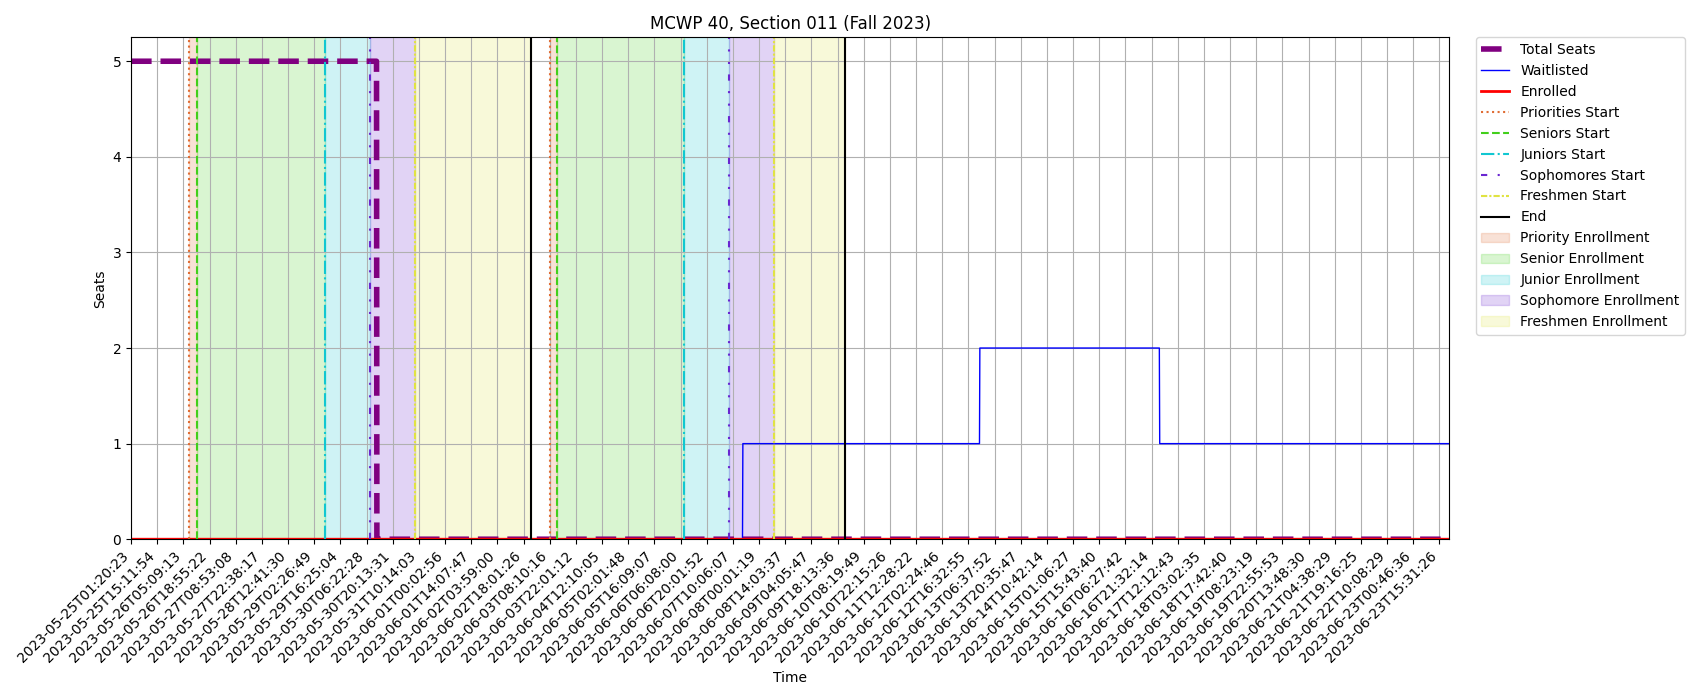 MCWP 40, Section 011 (Fall 2023)
Seats
5
4
3
2
1
0
2023-05-25T01:20:23
2023-05-25T15:11:54
2023-05-26T05:09:13
2023-05-26T18:55:22
2023-05-27T08:53:08
2023-05-27T22:38:17
2023-05-28T12:41:30
2023-05-29T02:26:49
2023-05-29T16:25:04
2023-05-30T06:22:28
2023-05-30T20:13:31
2023-05-31T10:14:03
2023-06-01T00:02:56
2023-06-01T14:07:47
2023-06-02T03:59:00
2023-06-02T18:01:26
2023-06-03T08:10:16
2023-06-03T22:01:12
2023-06-04T12:10:05
2023-06-05T02:01:48
2023-06-05T16:09:07
2023-06-06T06:08:00
2023-06-06T20:01:52
2023-06-07T10:06:07
2023-06-08T00:01:19
2023-06-08T14:03:37
2023-06-09T04:05:47
2023-06-09T18:13:36
2023-06-10T08:19:49
2023-06-10T22:15:26
2023-06-11T12:28:22
2023-06-12T02:24:46
2023-06-12T16:32:55
2023-06-13T06:37:52
2023-06-13T20:35:47
2023-06-14T10:42:14
2023-06-15T01:06:27
2023-06-15T15:43:40
2023-06-16T06:27:42
2023-06-16T21:32:14
2023-06-17T12:12:43
2023-06-18T03:02:35
2023-06-18T17:42:40
2023-06-19T08:23:19
2023-06-19T22:55:53
2023-06-20T13:48:30
2023-06-21T04:38:29
2023-06-21T19:16:25
2023-06-22T10:08:29
2023-06-23T00:46:36
2023-06-23T15:31:26
Time
Total Seats
Waitlisted
Enrolled
Priorities Start
Seniors Start
Juniors Start
Sophomores Start
Freshmen Start
End
Priority Enrollment
Senior Enrollment
Junior Enrollment
Sophomore Enrollment
Freshmen Enrollment